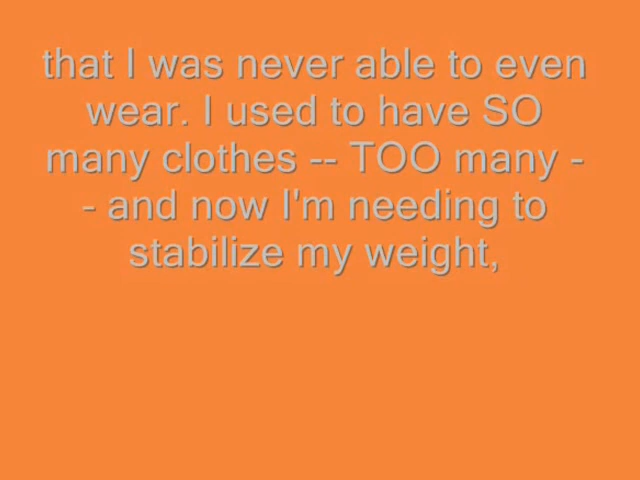 that I was never able to even
wear. I used to have SO
many clothes -- TOO many -
- and now I'm needing to
stabilize my weight,